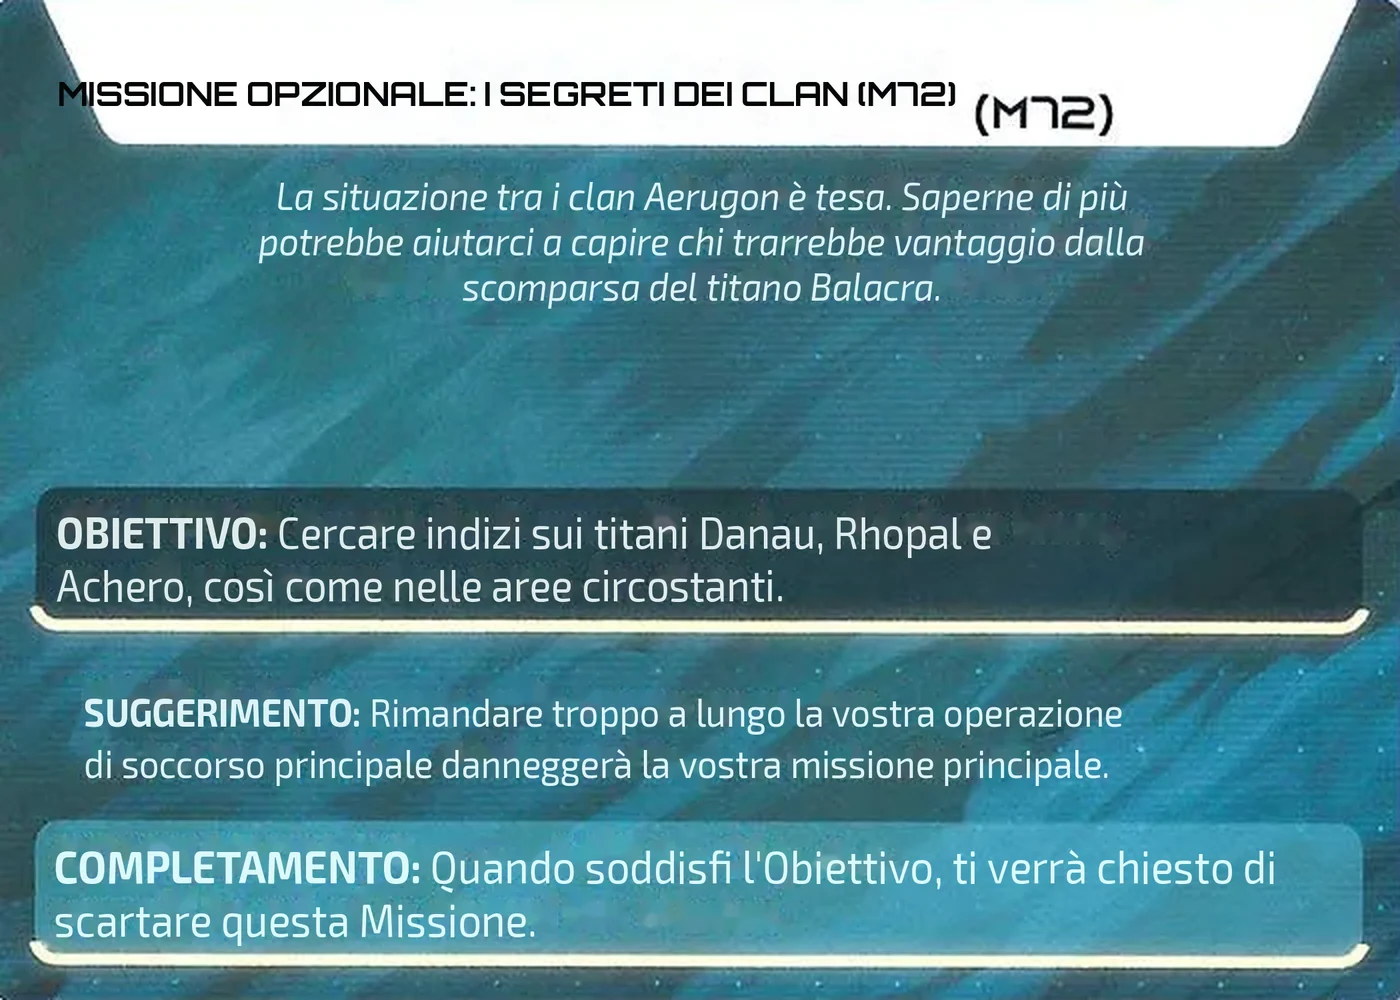 MISSIONE OPZIONALE: I SEGRETI DEI CLAN (M72) (M72)
La situazione tra i clan Aerugon è tesa. Saperne di più
potrebbe aiutarci a capire chi trarrebbe vantaggio dalla
scomparsa del titano Balacra.
OBIETTIVO: Cercare indizi sui titani Danau, Rhopal e
Achero, così come nelle aree circostanti.
SUGGERIMENTO: Rimandare troppo a lungo la vostra operazione
di soccorso principale danneggerà la vostra missione principale.
COMPLETAMENTO: Quando soddisfi l'Obiettivo, ti verrà chiesto di
scartare questa Missione.